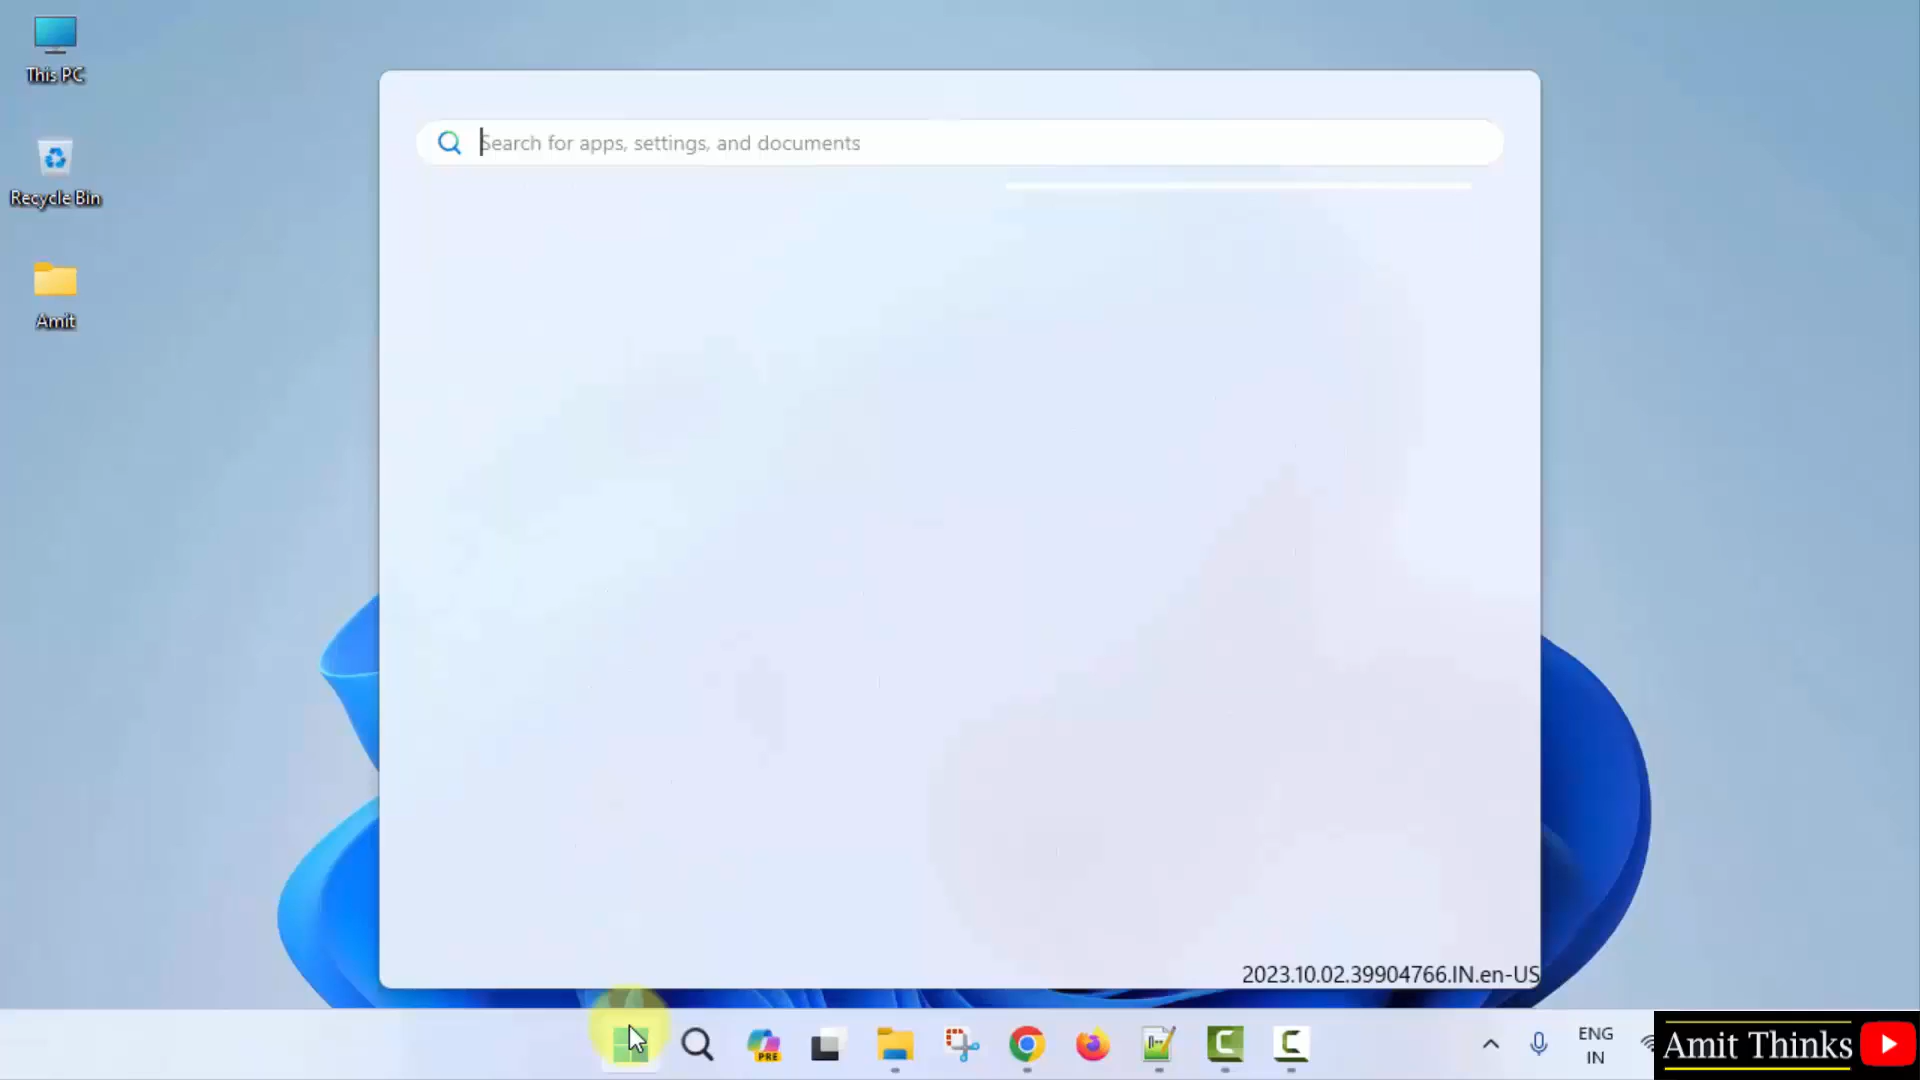 This PC
Recycle Bin
Amit
Search for apps, settings, and documents
2023.10.02.39904766.IN.en-US
PRE
ENG
IN
Amit Thinks